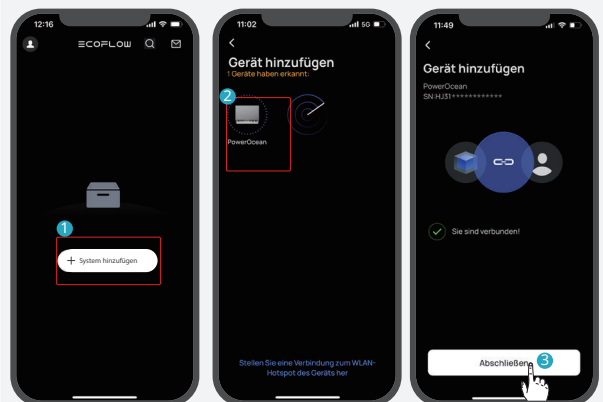 12:16
ECOFLOW
1
+ System hinzufügen
11:02
5G
Gerät hinzufügen
1 Geräte haben erkannt:
2
PowerOcean
Stellen Sie eine Verbindung zum WLAN-
Hotspot des Geräts her
11:49
Gerät hinzufügen
PowerOcean
SN:HJ31************
Sie sind verbunden!
Abschließen
3